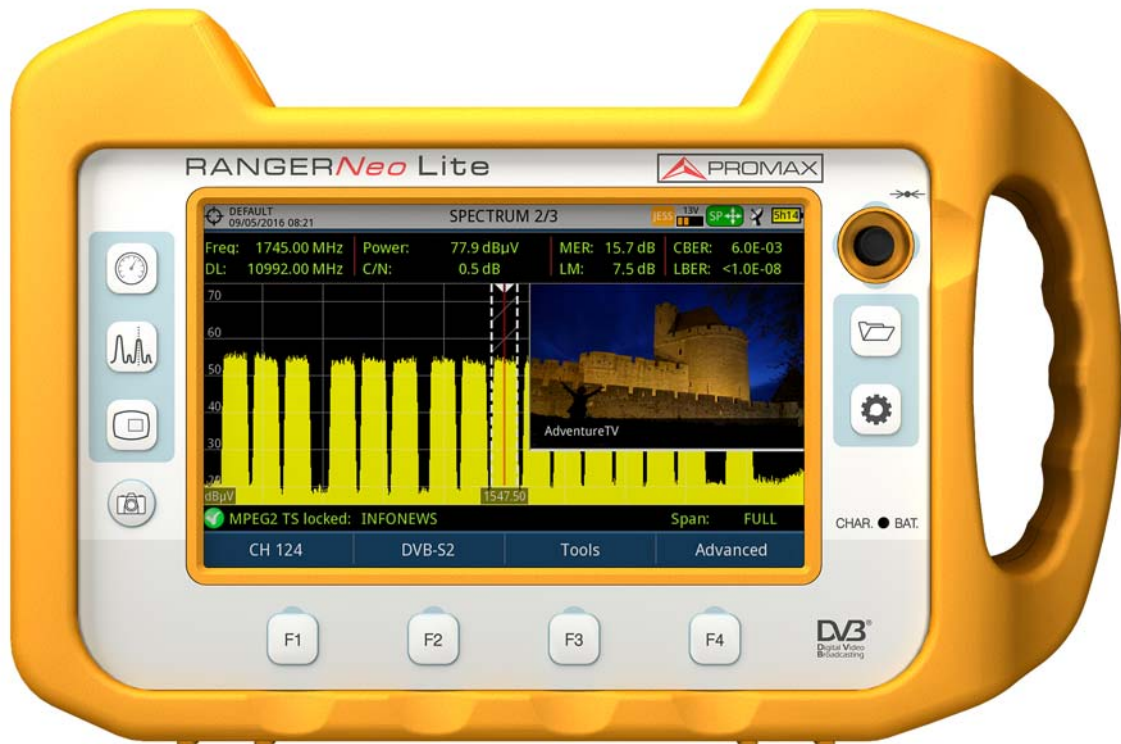 RANGERNeo Lite
PROMAX
DEFAULT
09/05/2016 08:21
SPECTRUM 2/3
JESS
13V
SP
5h14
Freq: 1745.00 MHz Power: 77.9 dBµV MER: 15.7 dB CBER: 6.0E-03
DL: 10992.00 MHz C/N: 0.5 dB LM: 7.5 dB LBER: <1.0E-08
70
60
50
40
30
20
dBµV
AdventureTV
1547.50
MPEG2 TS locked: INFONEWS Span: FULL
CH 124 DVB-S2 Tools Advanced
CHAR. BAT.
F1 F2 F3 F4
DVB®
Digital Video
Broadcasting